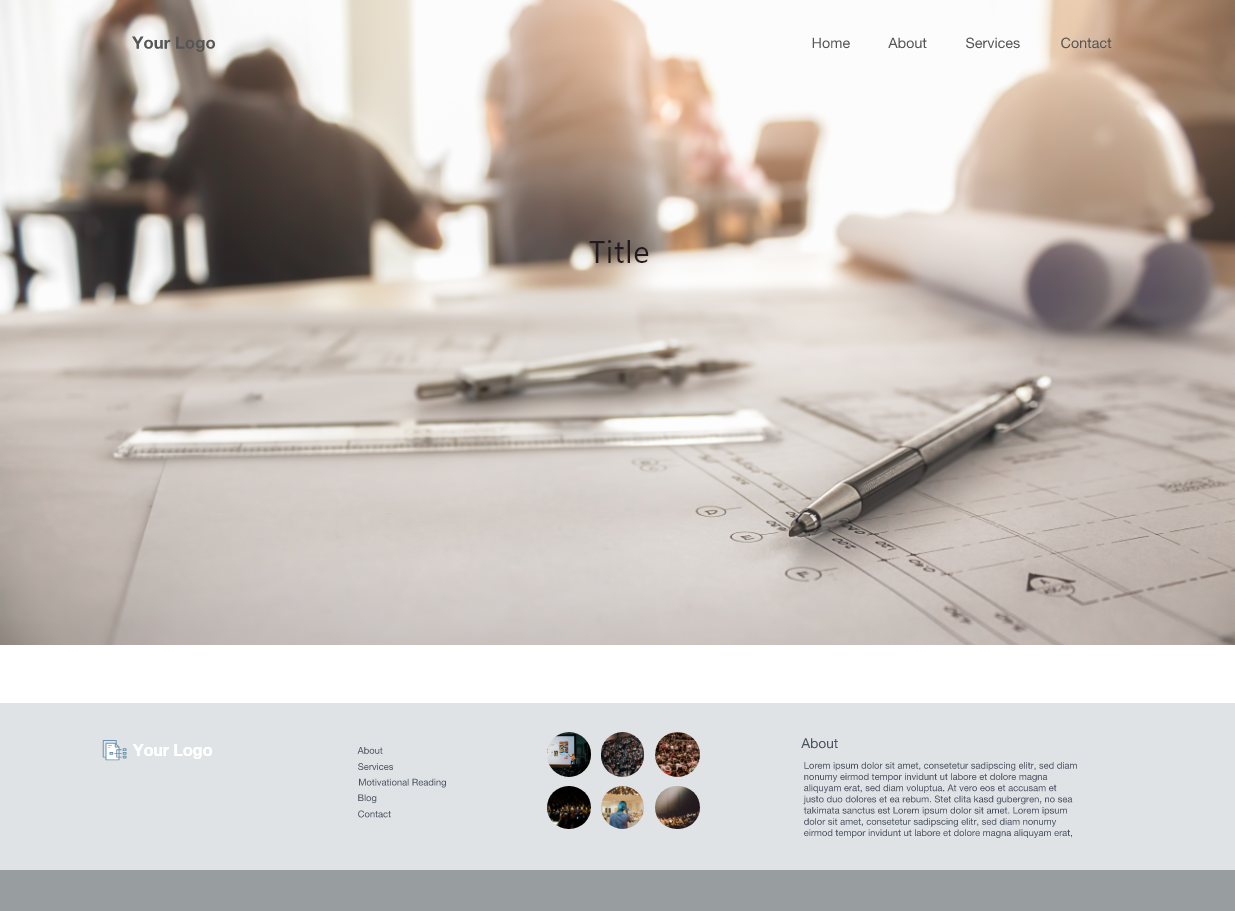 Your Logo
Home
About
Services
Contact
Title
Your Logo
About
Services
Motivational Reading
Blog
Contact
About
Lorem ipsum dolor sit amet, consetetur sadipscing elitr, sed diam
nonumy eirmod tempor invidunt ut labore et dolore magna
aliquyam erat, sed diam voluptua. At vero eos et accusam et
justo duo dolores et ea rebum. Stet clita kasd gubergren, no sea
takimata sanctus est Lorem ipsum dolor sit amet. Lorem ipsum
dolor sit amet, consetetur sadipscing elitr, sed diam nonumy
eirmod tempor invidunt ut labore et dolore magna aliquyam erat,